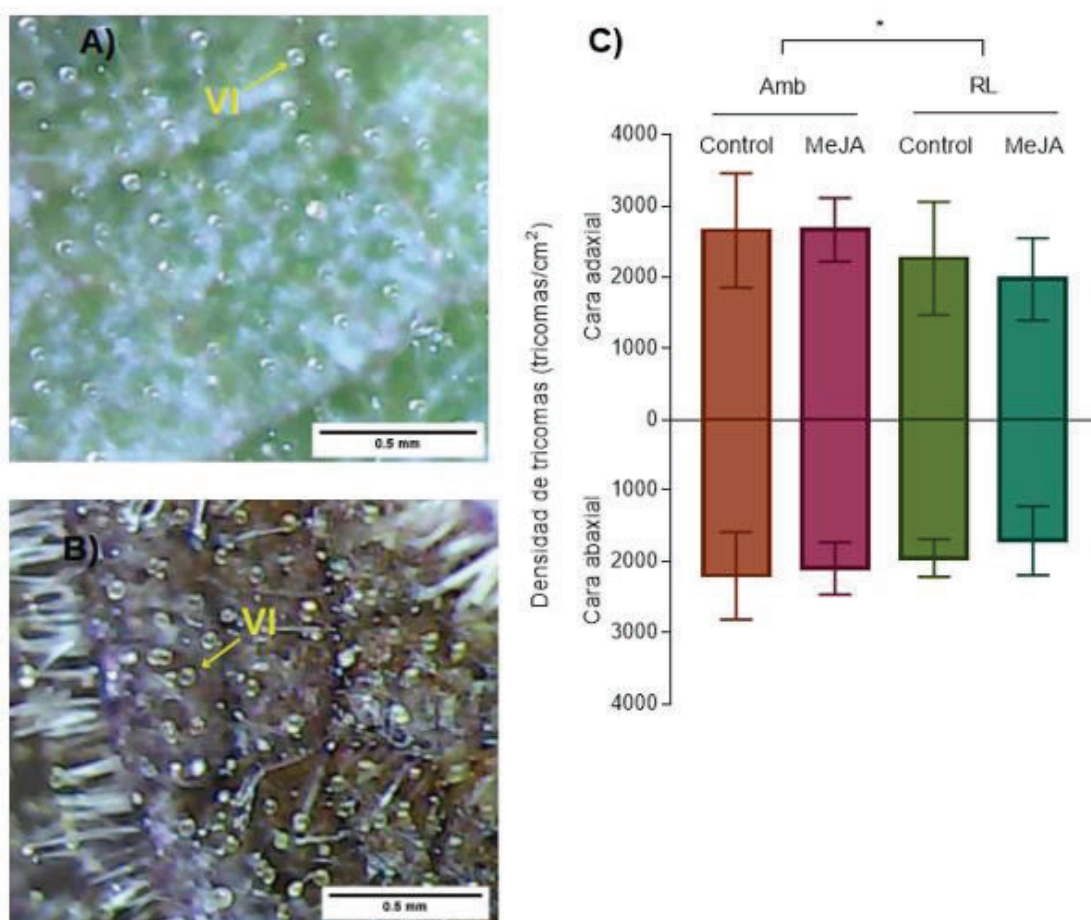 A)
VI
0.5 mm
B)
VI
0.5 mm
C)
*
Amb RL
Control MeJA Control MeJA
Densidad de tricomas (tricomas/cm²)
Cara adaxial
Cara abaxial
4000
3000
2000
1000
0
1000
2000
3000
4000